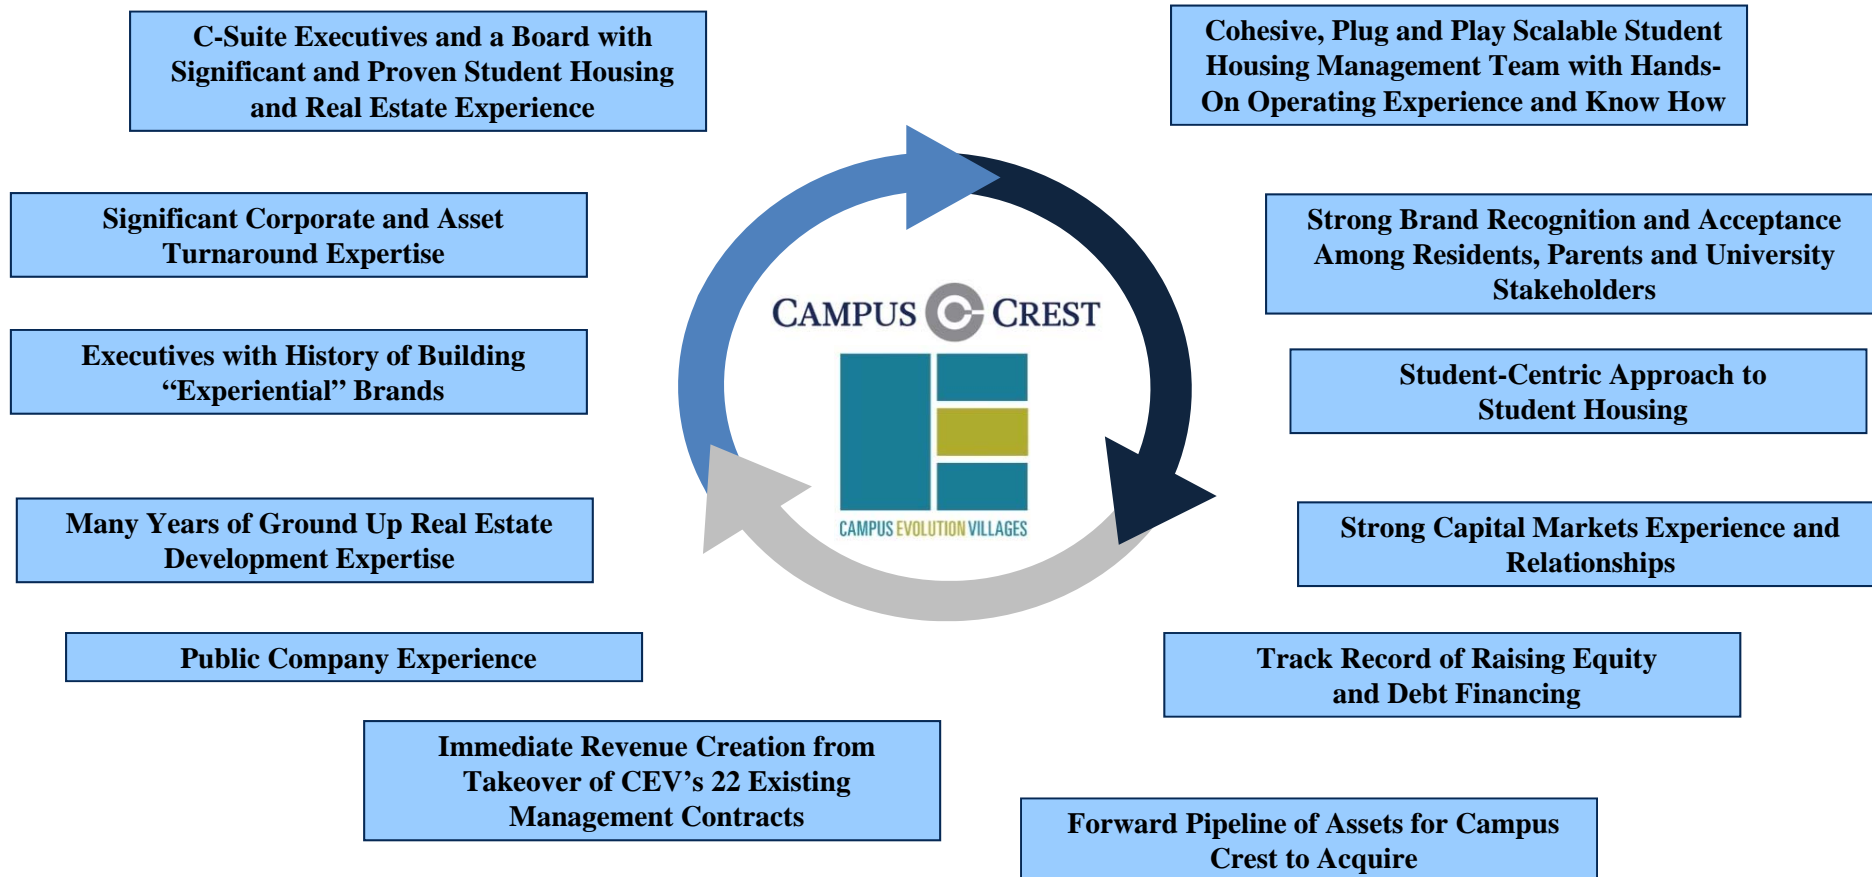 C-Suite Executives and a Board with
Significant and Proven Student Housing
and Real Estate Experience
Cohesive, Plug and Play Scalable Student
Housing Management Team with Hands-
On Operating Experience and Know How
Significant Corporate and Asset
Turnaround Expertise
Strong Brand Recognition and Acceptance
Among Residents, Parents and University
Stakeholders
CAMPUS CREST
Executives with History of Building
“Experiential” Brands
Student-Centric Approach to
Student Housing
CAMPUS EVOLUTION VILLAGES
Many Years of Ground Up Real Estate
Development Expertise
Strong Capital Markets Experience and
Relationships
Public Company Experience
Track Record of Raising Equity
and Debt Financing
Immediate Revenue Creation from
Takeover of CEV’s 22 Existing
Management Contracts
Forward Pipeline of Assets for Campus
Crest to Acquire